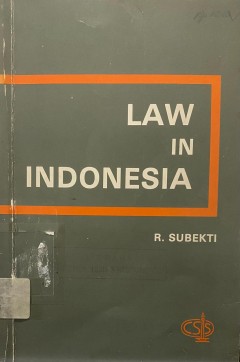 LAW
IN
INDONESIA
R. SUBEKTI
CSIS